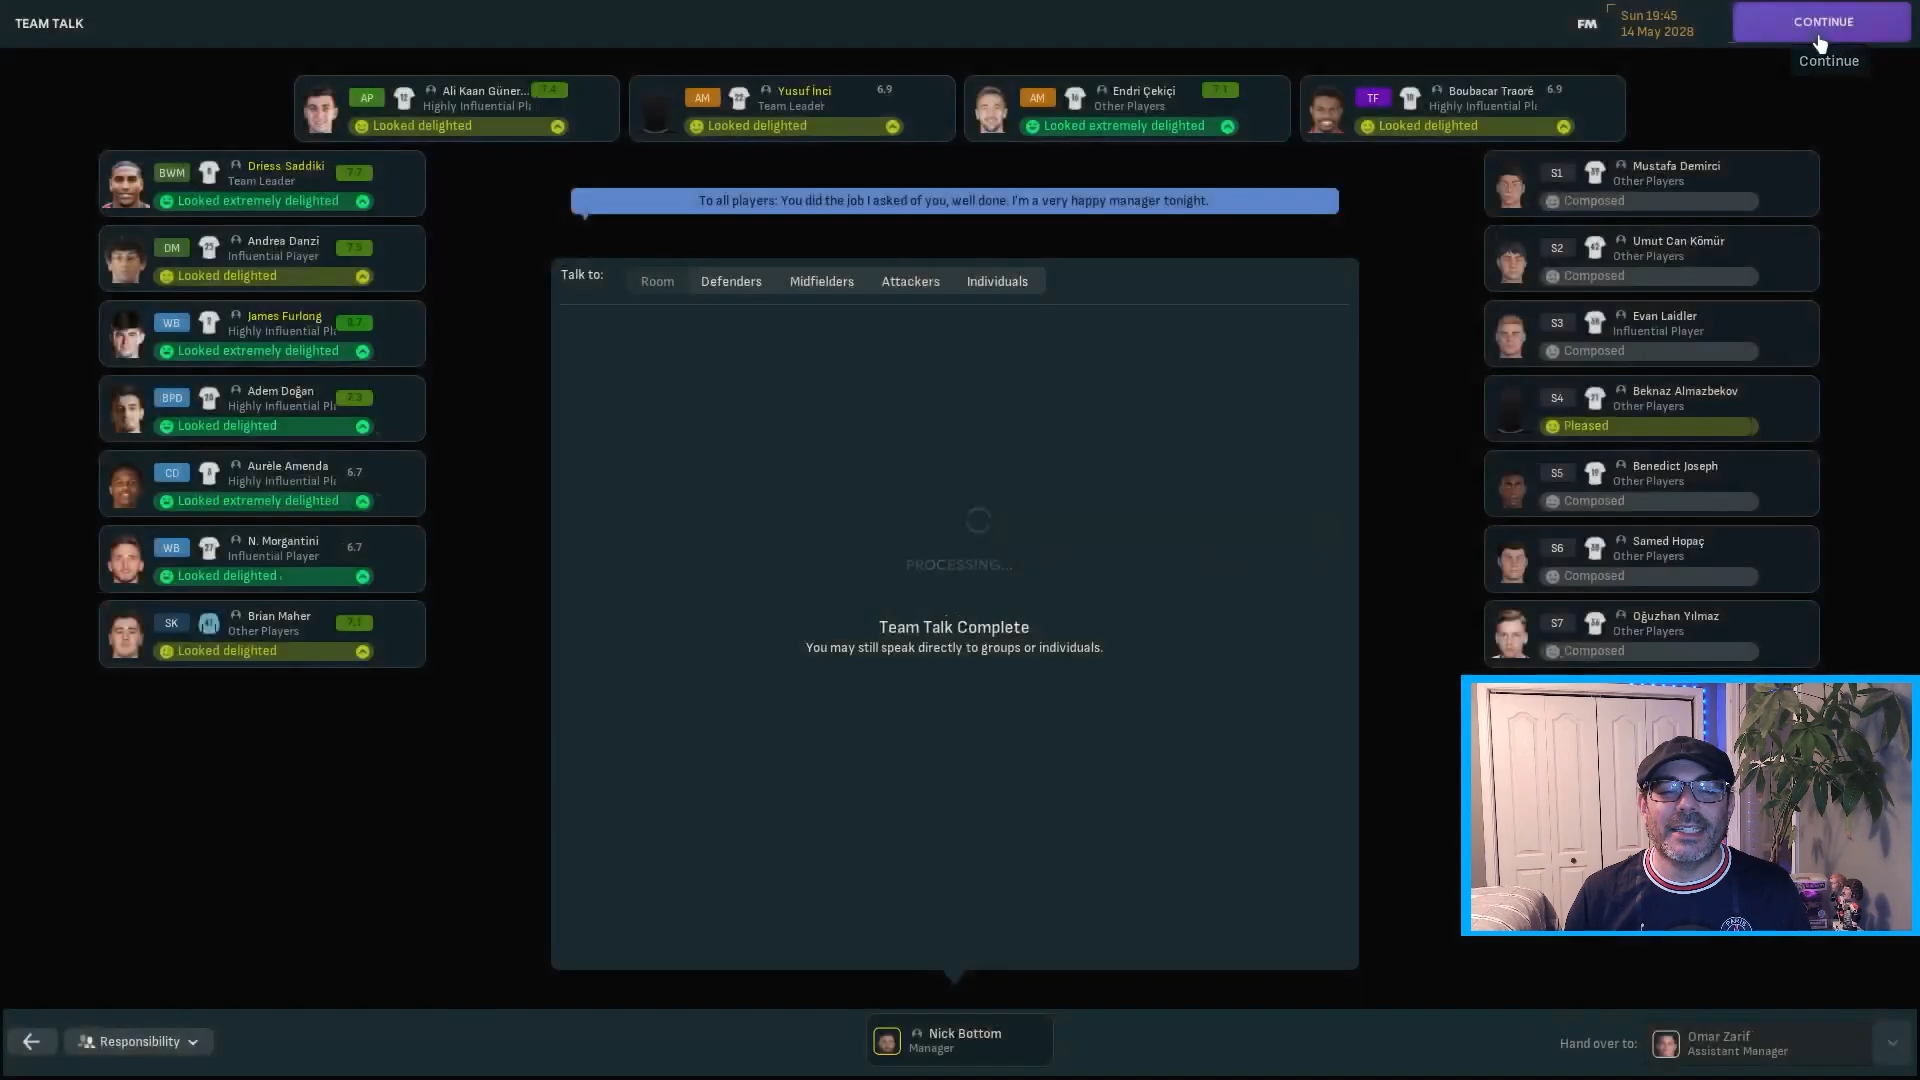 TEAM TALK
FM
Sun 19:45
14 May 2028
CONTINUE
Continue
AP
Ali Kaan Güner...
7.4
Highly Influential Pl
Looked delighted
AM
Yusuf İnci
6.9
Team Leader
Looked delighted
AM
Endri Çekiçi
7.1
Other Players
Looked extremely delighted
TF
Boubacar Traoré
6.9
Highly Influential Pl
Looked delighted
BWM
Driess Saddiki
7.7
Team Leader
Looked extremely delighted
DM
Andrea Danzi
Influential Player
Looked delighted
WB
James Furlong
Highly Influential Pl
Looked extremely delighted
BPD
Adem Doğan
Highly Influential Pl
Looked delighted
CD
Aurèle Amenda
6.7
Highly Influential Pl
Looked extremely delighted
WB
N. Morgantini
6.7
Influential Player
Looked delighted
SK
Brian Maher
7.1
Other Players
Looked delighted
To all players: You did the job I asked of you, well done. I'm a very happy manager tonight.
Talk to:
Room
Defenders
Midfielders
Attackers
Individuals
PROCESSING...
Team Talk Complete
You may still speak directly to groups or individuals.
S1
Mustafa Demirci
Other Players
Composed
S2
Umut Can Kömür
Other Players
Composed
S3
Evan Laidler
Influential Player
Composed
S4
Beknaz Almazbekov
Other Players
Pleased
S5
Benedict Joseph
Other Players
Composed
S6
Samed Hopaç
Other Players
Composed
S7
Oğuzhan Yılmaz
Other Players
Composed
PARIS
Responsibility
Nick Bottom
Manager
Hand over to:
Omar Zarif
Assistant Manager